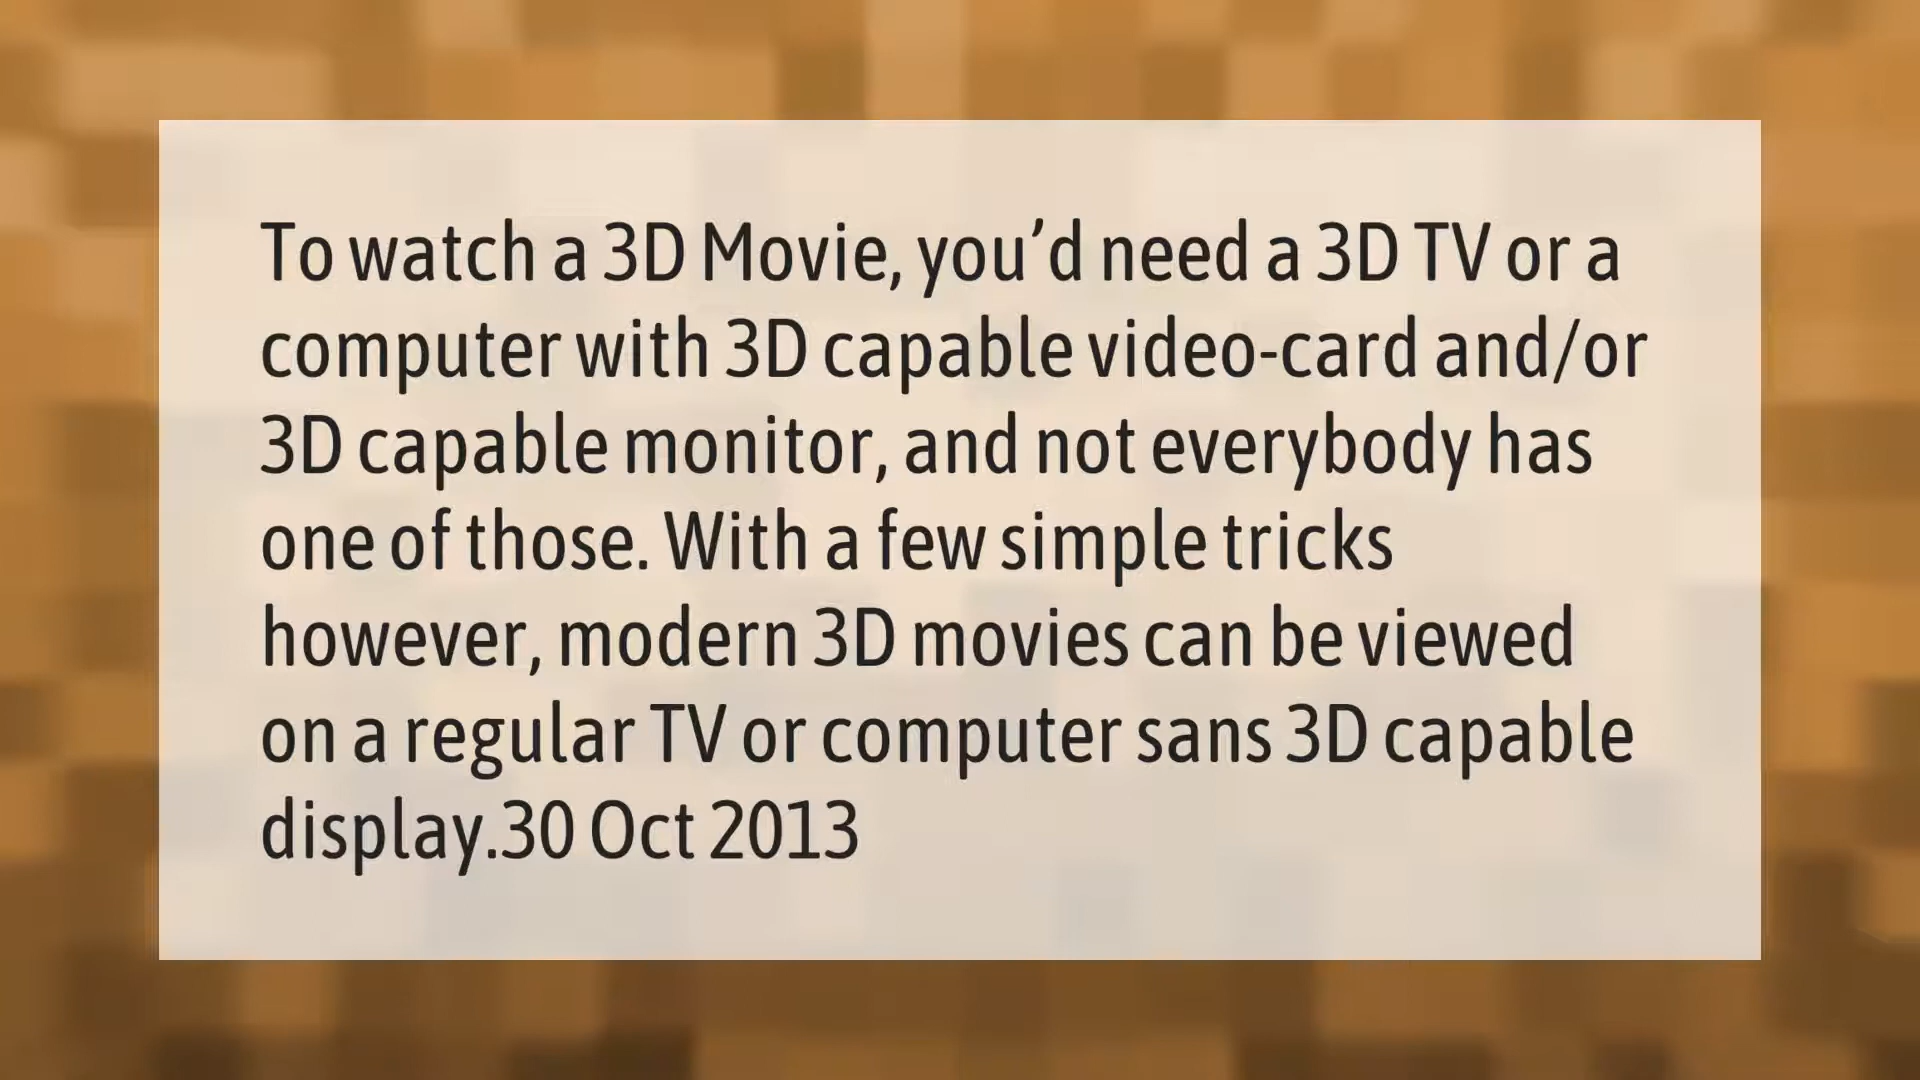 To watch a 3D Movie, you’d need a 3D TV or a
computer with 3D capable video-card and/or
3D capable monitor, and not everybody has
one of those. With a few simple tricks
however, modern 3D movies can be viewed
on a regular TV or computer sans 3D capable
display.30 Oct 2013